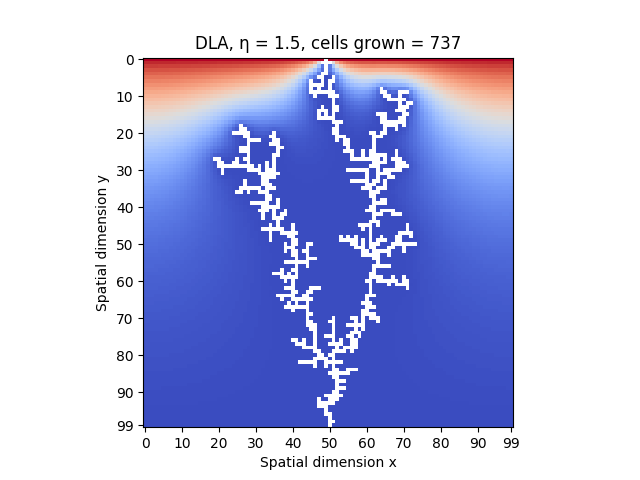 DLA, η = 1.5, cells grown = 737
0
10
20
30
40
50
60
70
80
90
99
Spatial dimension y
0 10 20 30 40 50 60 70 80 90 99
Spatial dimension x